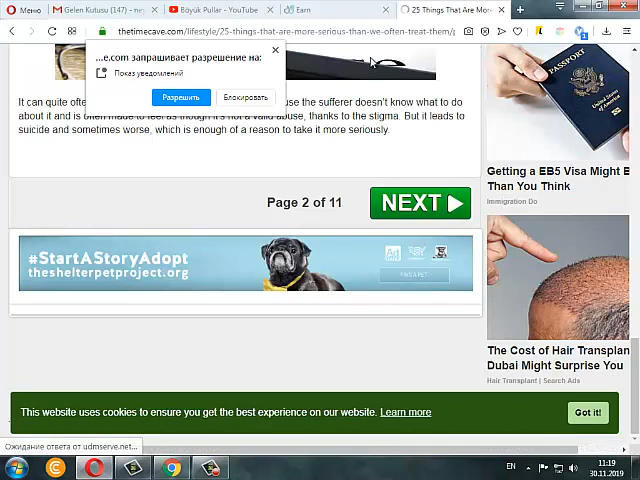 Меню
Gelen Kutusu (147) - ne
Böyük Pullar - YouTube
Earn
25 Things That Are More
thetimecave.com/lifestyle/25-things-that-are-more-serious-than-we-often-treat-them/
...e.com запрашивает разрешение на:
Показ уведомлений
Разрешить
Блокировать
It can quite ofte use the sufferer doesn't know what to do
about it and is often made to feel as though it's not a valid abuse, thanks to the stigma. But it leads to
suicide and sometimes worse, which is enough of a reason to take it more seriously.
PASSPORT
Getting a EB5 Visa Might B
Than You Think
Immigration Do
Page 2 of 11
NEXT
#StartAStoryAdopt
theshelterpetproject.org
Ad
FIND A PET
The Cost of Hair Transplan
Dubai Might Surprise You
Hair Transplant | Search Ads
This website uses cookies to ensure you get the best experience on our website. Learn more
Got it!
Ожидание ответа от udmserve.net...
EN
11:19
30.11.2019